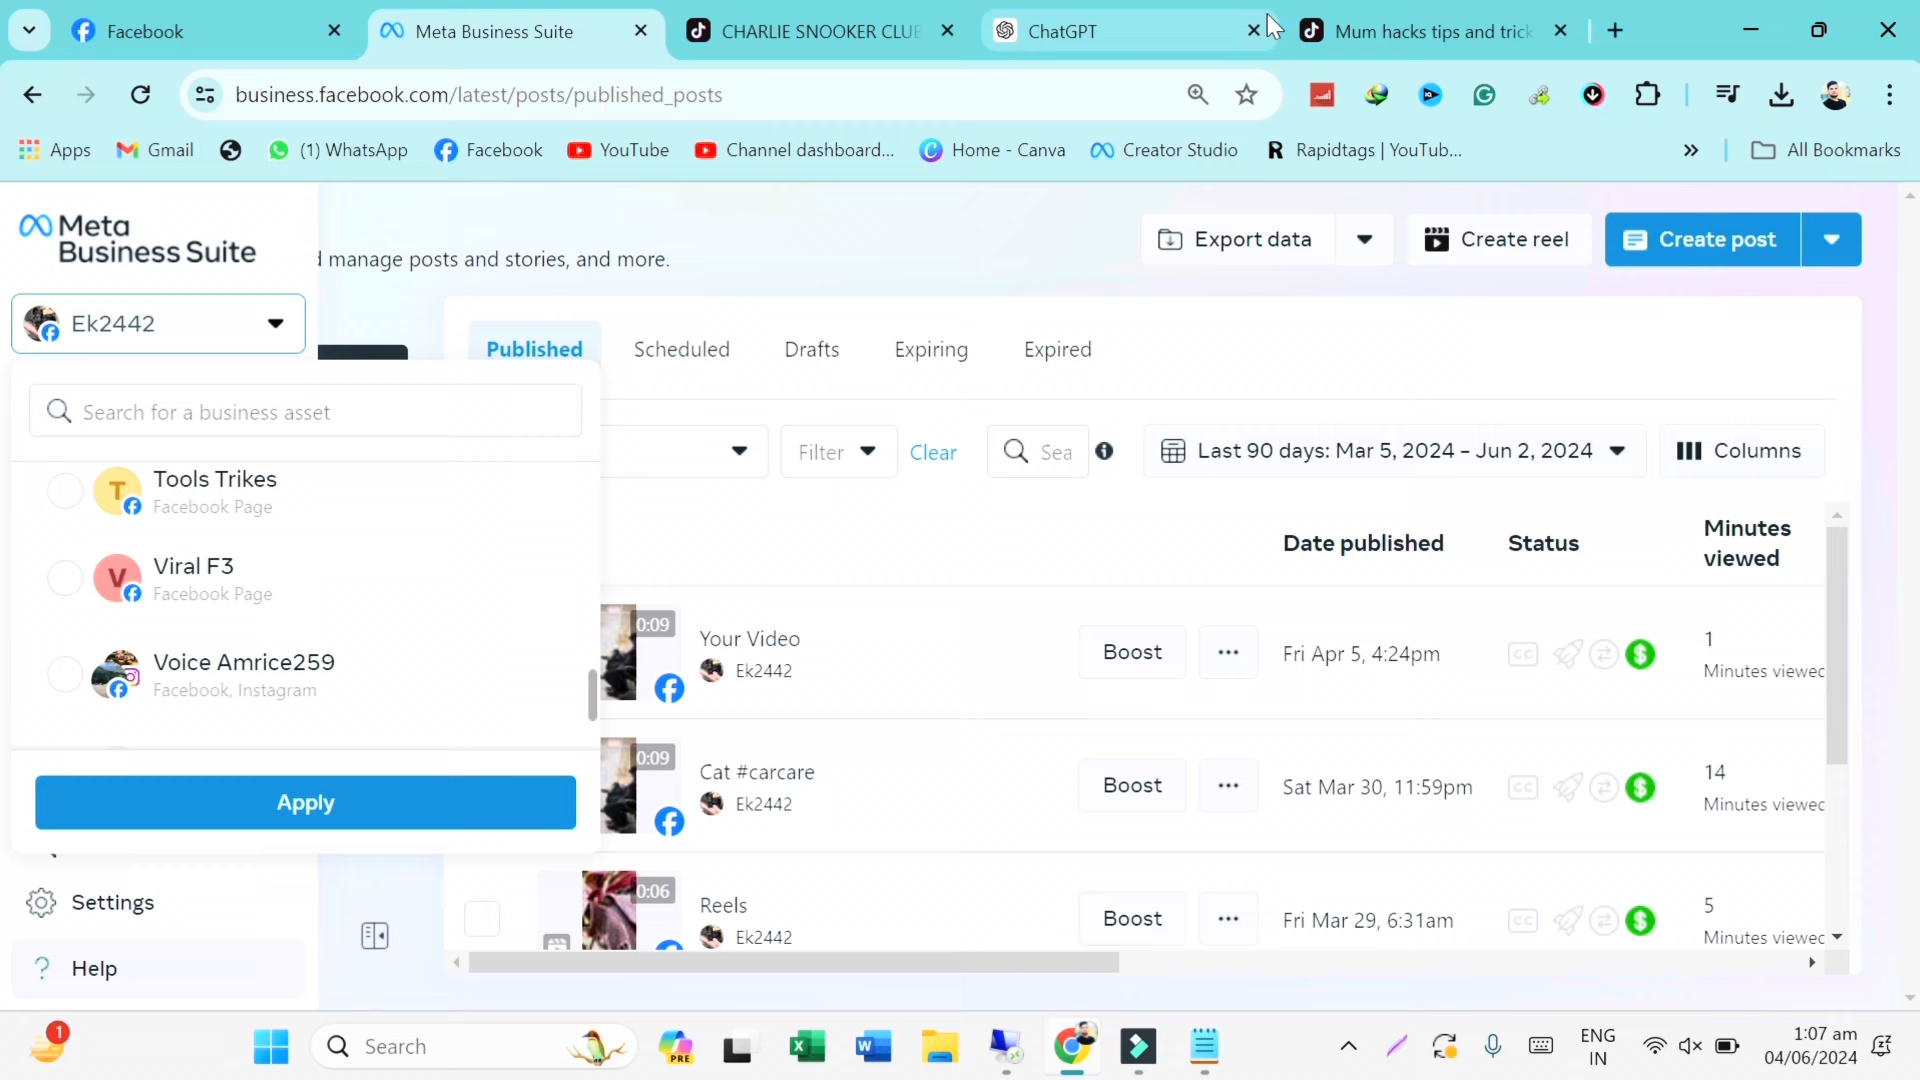 Facebook
Meta Business Suite
CHARLIE SNOOKER CLUB
ChatGPT
Mum hacks tips and trick
business.facebook.com/latest/posts/published_posts
Apps
Gmail
(1) WhatsApp
Facebook
YouTube
Channel dashboard...
Home - Canva
Creator Studio
Rapidtags | YouTub...
All Bookmarks
Meta
Business Suite
manage posts and stories, and more.
Export data
Create reel
Create post
Ek2442
Published
Scheduled
Drafts
Expiring
Expired
Search for a business asset
Filter
Clear
Sea
Last 90 days: Mar 5, 2024 – Jun 2, 2024
Columns
Tools Trikes
Facebook Page
Viral F3
Facebook Page
Voice Amrice259
Facebook, Instagram
Apply
Date published
Status
Minutes
viewed
0:09
Your Video
Ek2442
Boost
Fri Apr 5, 4:24pm
1
Minutes viewed
0:09
Cat #carcare
Ek2442
Boost
Sat Mar 30, 11:59pm
14
Minutes viewed
0:06
Reels
Ek2442
Boost
Fri Mar 29, 6:31am
5
Minutes viewed
Settings
Help
1
Search
PRE
ENG
IN
1:07 am
04/06/2024